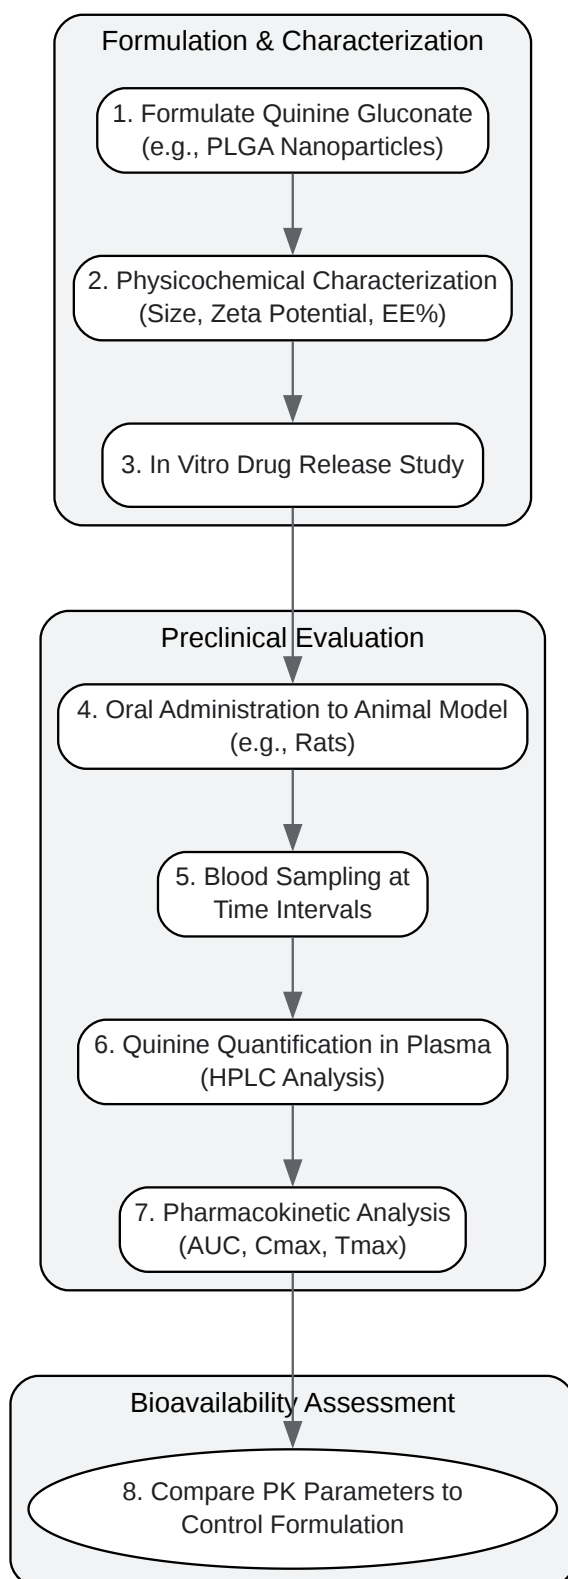 Formulation & Characterization
1. Formulate Quinine Gluconate
(e.g., PLGA Nanoparticles)
2. Physicochemical Characterization
(Size, Zeta Potential, EE%)
3. In Vitro Drug Release Study
Preclinical Evaluation
4. Oral Administration to Animal Model
(e.g., Rats)
5. Blood Sampling at
Time Intervals
6. Quinine Quantification in Plasma
(HPLC Analysis)
7. Pharmacokinetic Analysis
(AUC, Cmax, Tmax)
Bioavailability Assessment
8. Compare PK Parameters to
Control Formulation